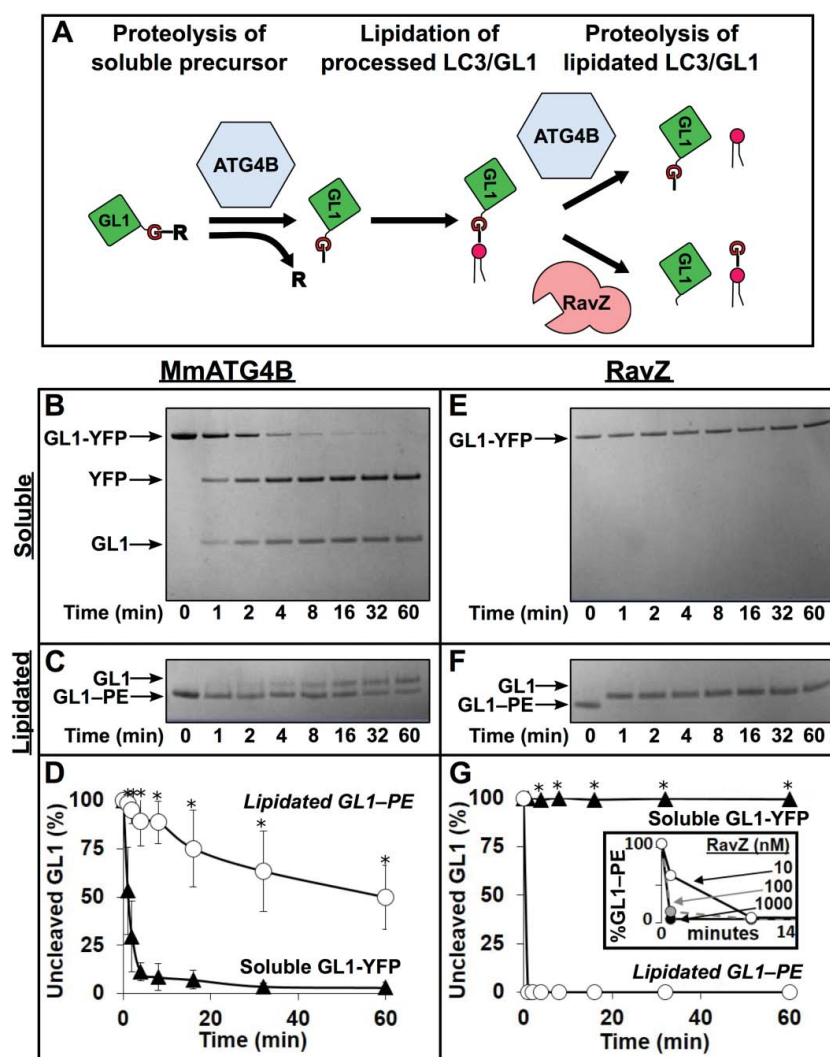 A
Proteolysis of
soluble precursor
Lipidation of
processed LC3/GL1
Proteolysis of
lipidated LC3/GL1
ATG4B
GL1
G
R
R
GL1
G
GL1
G
ATG4B
GL1
G
RavZ
GL1
G
MmATG4B
RavZ
Soluble
B
GL1-YFP
YFP
GL1
Time (min) 0 1 2 4 8 16 32 60
E
GL1-YFP
Time (min) 0 1 2 4 8 16 32 60
Lipidated
C
GL1
GL1–PE
Time (min) 0 1 2 4 8 16 32 60
F
GL1
GL1–PE
Time (min) 0 1 2 4 8 16 32 60
D
Uncleaved GL1 (%)
100
75
50
25
0
*** * * * *
Lipidated GL1–PE
Soluble GL1-YFP
0 20 40 60
Time (min)
G
Uncleaved GL1 (%)
100
75
50
25
0
* * * * *
Soluble GL1-YFP
%GL1–PE
100
0
RavZ (nM)
10
100
1000
0 minutes 14
Lipidated GL1–PE
0 20 40 60
Time (min)